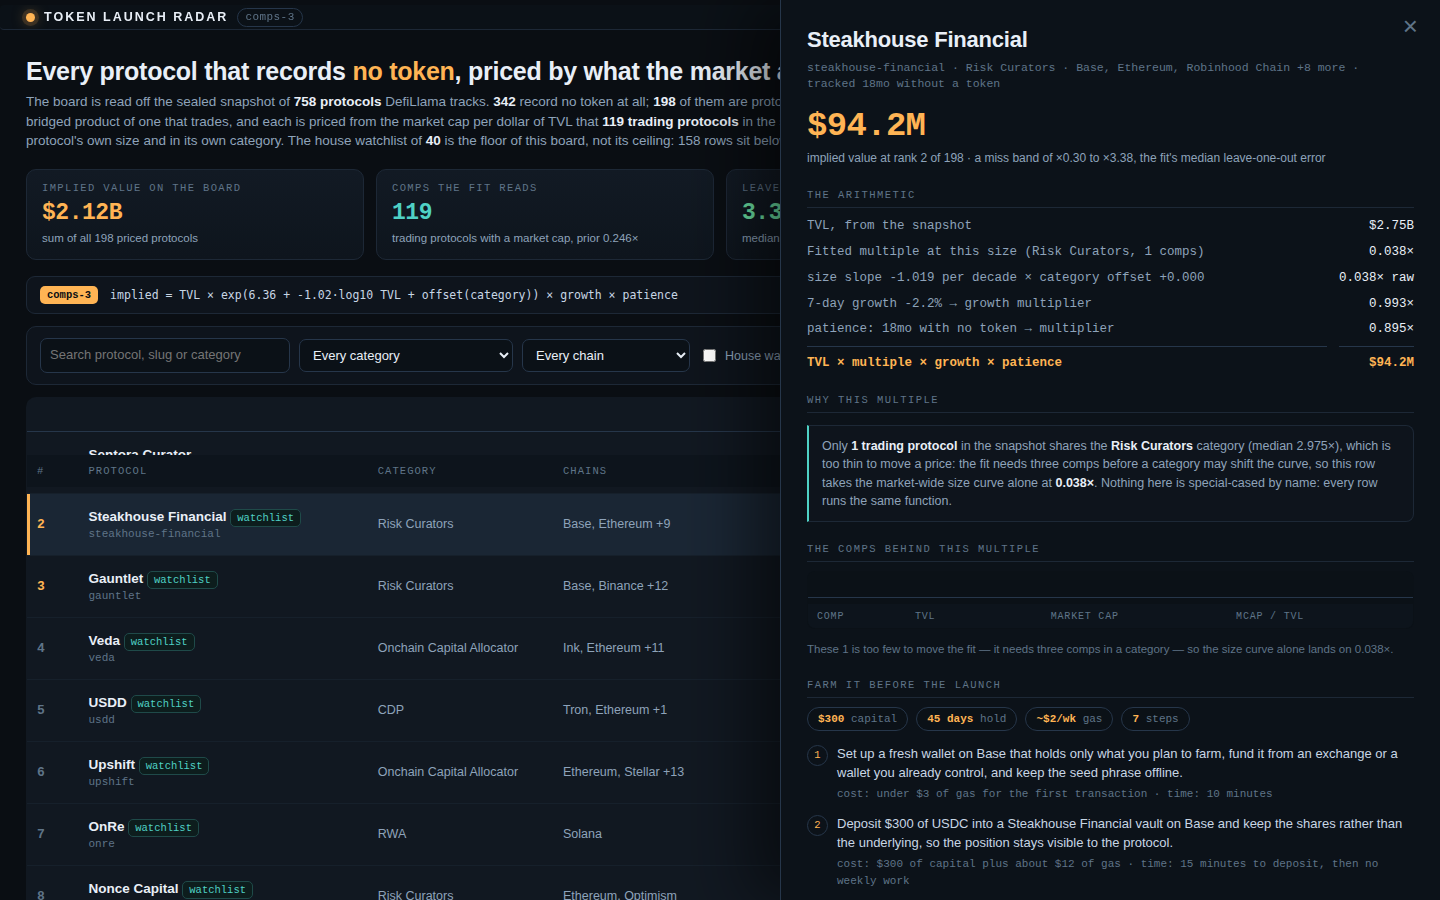 TOKEN LAUNCH RADAR comps-3
Every protocol that records no token, priced by what the market
The board is read off the sealed snapshot of 758 protocols DefiLlama tracks. 342 record no token at all; 198 of them are
bridged product of one that trades, and each is priced from the market cap per dollar of TVL that 119 trading protocols in the
protocol's own size and in its own category. The house watchlist of 40 is the floor of this board, not its ceiling: 158 rows sit
IMPLIED VALUE ON THE BOARD
$2.12B
sum of all 198 priced protocols
COMPS THE FIT READS
119
trading protocols with a market cap, prior 0.246×
LEAVE
3.3
median
comps-3 implied = TVL × exp(6.36 + -1.02·log10 TVL + offset(category)) × growth × patience
Search protocol, slug or category
Every category
Every chain
House
# PROTOCOL CATEGORY CHAINS
2 Steakhouse Financial watchlist Risk Curators Base, Ethereum +9
steakhouse-financial
3 Gauntlet watchlist Risk Curators Base, Binance +12
gauntlet
4 Veda watchlist Onchain Capital Allocator Ink, Ethereum +11
veda
5 USDD watchlist CDP Tron, Ethereum +1
usdd
6 Upshift watchlist Onchain Capital Allocator Ethereum, Stellar +13
upshift
7 OnRe watchlist RWA Solana
onre
8 Nonce Capital watchlist Risk Curators Ethereum, Optimism
×
Steakhouse Financial
steakhouse-financial · Risk Curators · Base, Ethereum, Robinhood Chain +8 more ·
tracked 18mo without a token
$94.2M
implied value at rank 2 of 198 · a miss band of ×0.30 to ×3.38, the fit's median leave-one-out error
THE ARITHMETIC
TVL, from the snapshot $2.75B
Fitted multiple at this size (Risk Curators, 1 comps) 0.038×
size slope -1.019 per decade × category offset +0.000 0.038× raw
7-day growth -2.2% → growth multiplier 0.993×
patience: 18mo with no token → multiplier 0.895×
TVL × multiple × growth × patience $94.2M
WHY THIS MULTIPLE
Only 1 trading protocol in the snapshot shares the Risk Curators category (median 2.975×), which is
too thin to move a price: the fit needs three comps before a category may shift the curve, so this row
takes the market-wide size curve alone at 0.038×. Nothing here is special-cased by name: every row
runs the same function.
THE COMPS BEHIND THIS MULTIPLE
COMP TVL MARKET CAP MCAP / TVL
These 1 is too few to move the fit — it needs three comps in a category — so the size curve alone lands on 0.038×.
FARM IT BEFORE THE LAUNCH
$300 capital 45 days hold ~$2/wk gas 7 steps
1 Set up a fresh wallet on Base that holds only what you plan to farm, fund it from an exchange or a
wallet you already control, and keep the seed phrase offline.
cost: under $3 of gas for the first transaction · time: 10 minutes
2 Deposit $300 of USDC into a Steakhouse Financial vault on Base and keep the shares rather than
the underlying, so the position stays visible to the protocol.
cost: $300 of capital plus about $12 of gas · time: 15 minutes to deposit, then no
weekly work